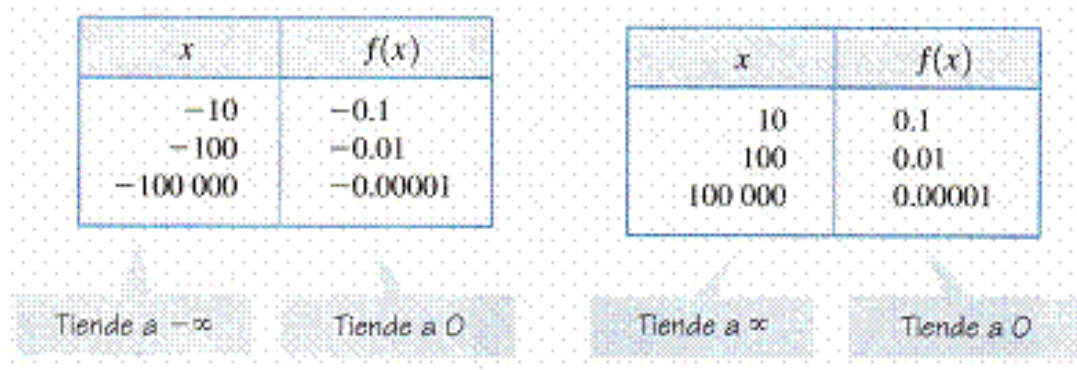 x f(x)
−10 −0.1
−100 −0.01
−100 000 −0.00001
Tiende a −∞ Tiende a 0
x f(x)
10 0.1
100 0.01
100 000 0.00001
Tiende a ∞ Tiende a 0